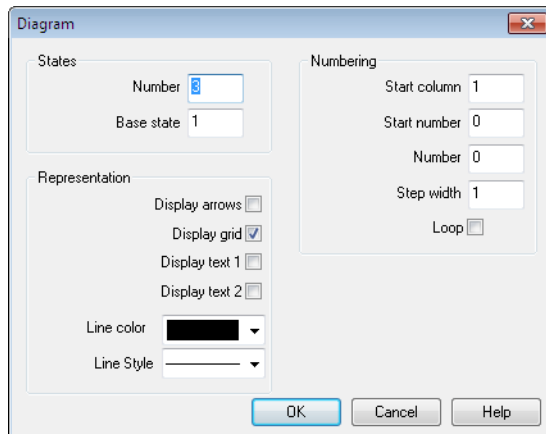 Diagram
States
Number 3
Base state 1
Representation
Display arrows
Display grid
Display text 1
Display text 2
Line color
Line Style
Numbering
Start column 1
Start number 0
Number 0
Step width 1
Loop
OK Cancel Help